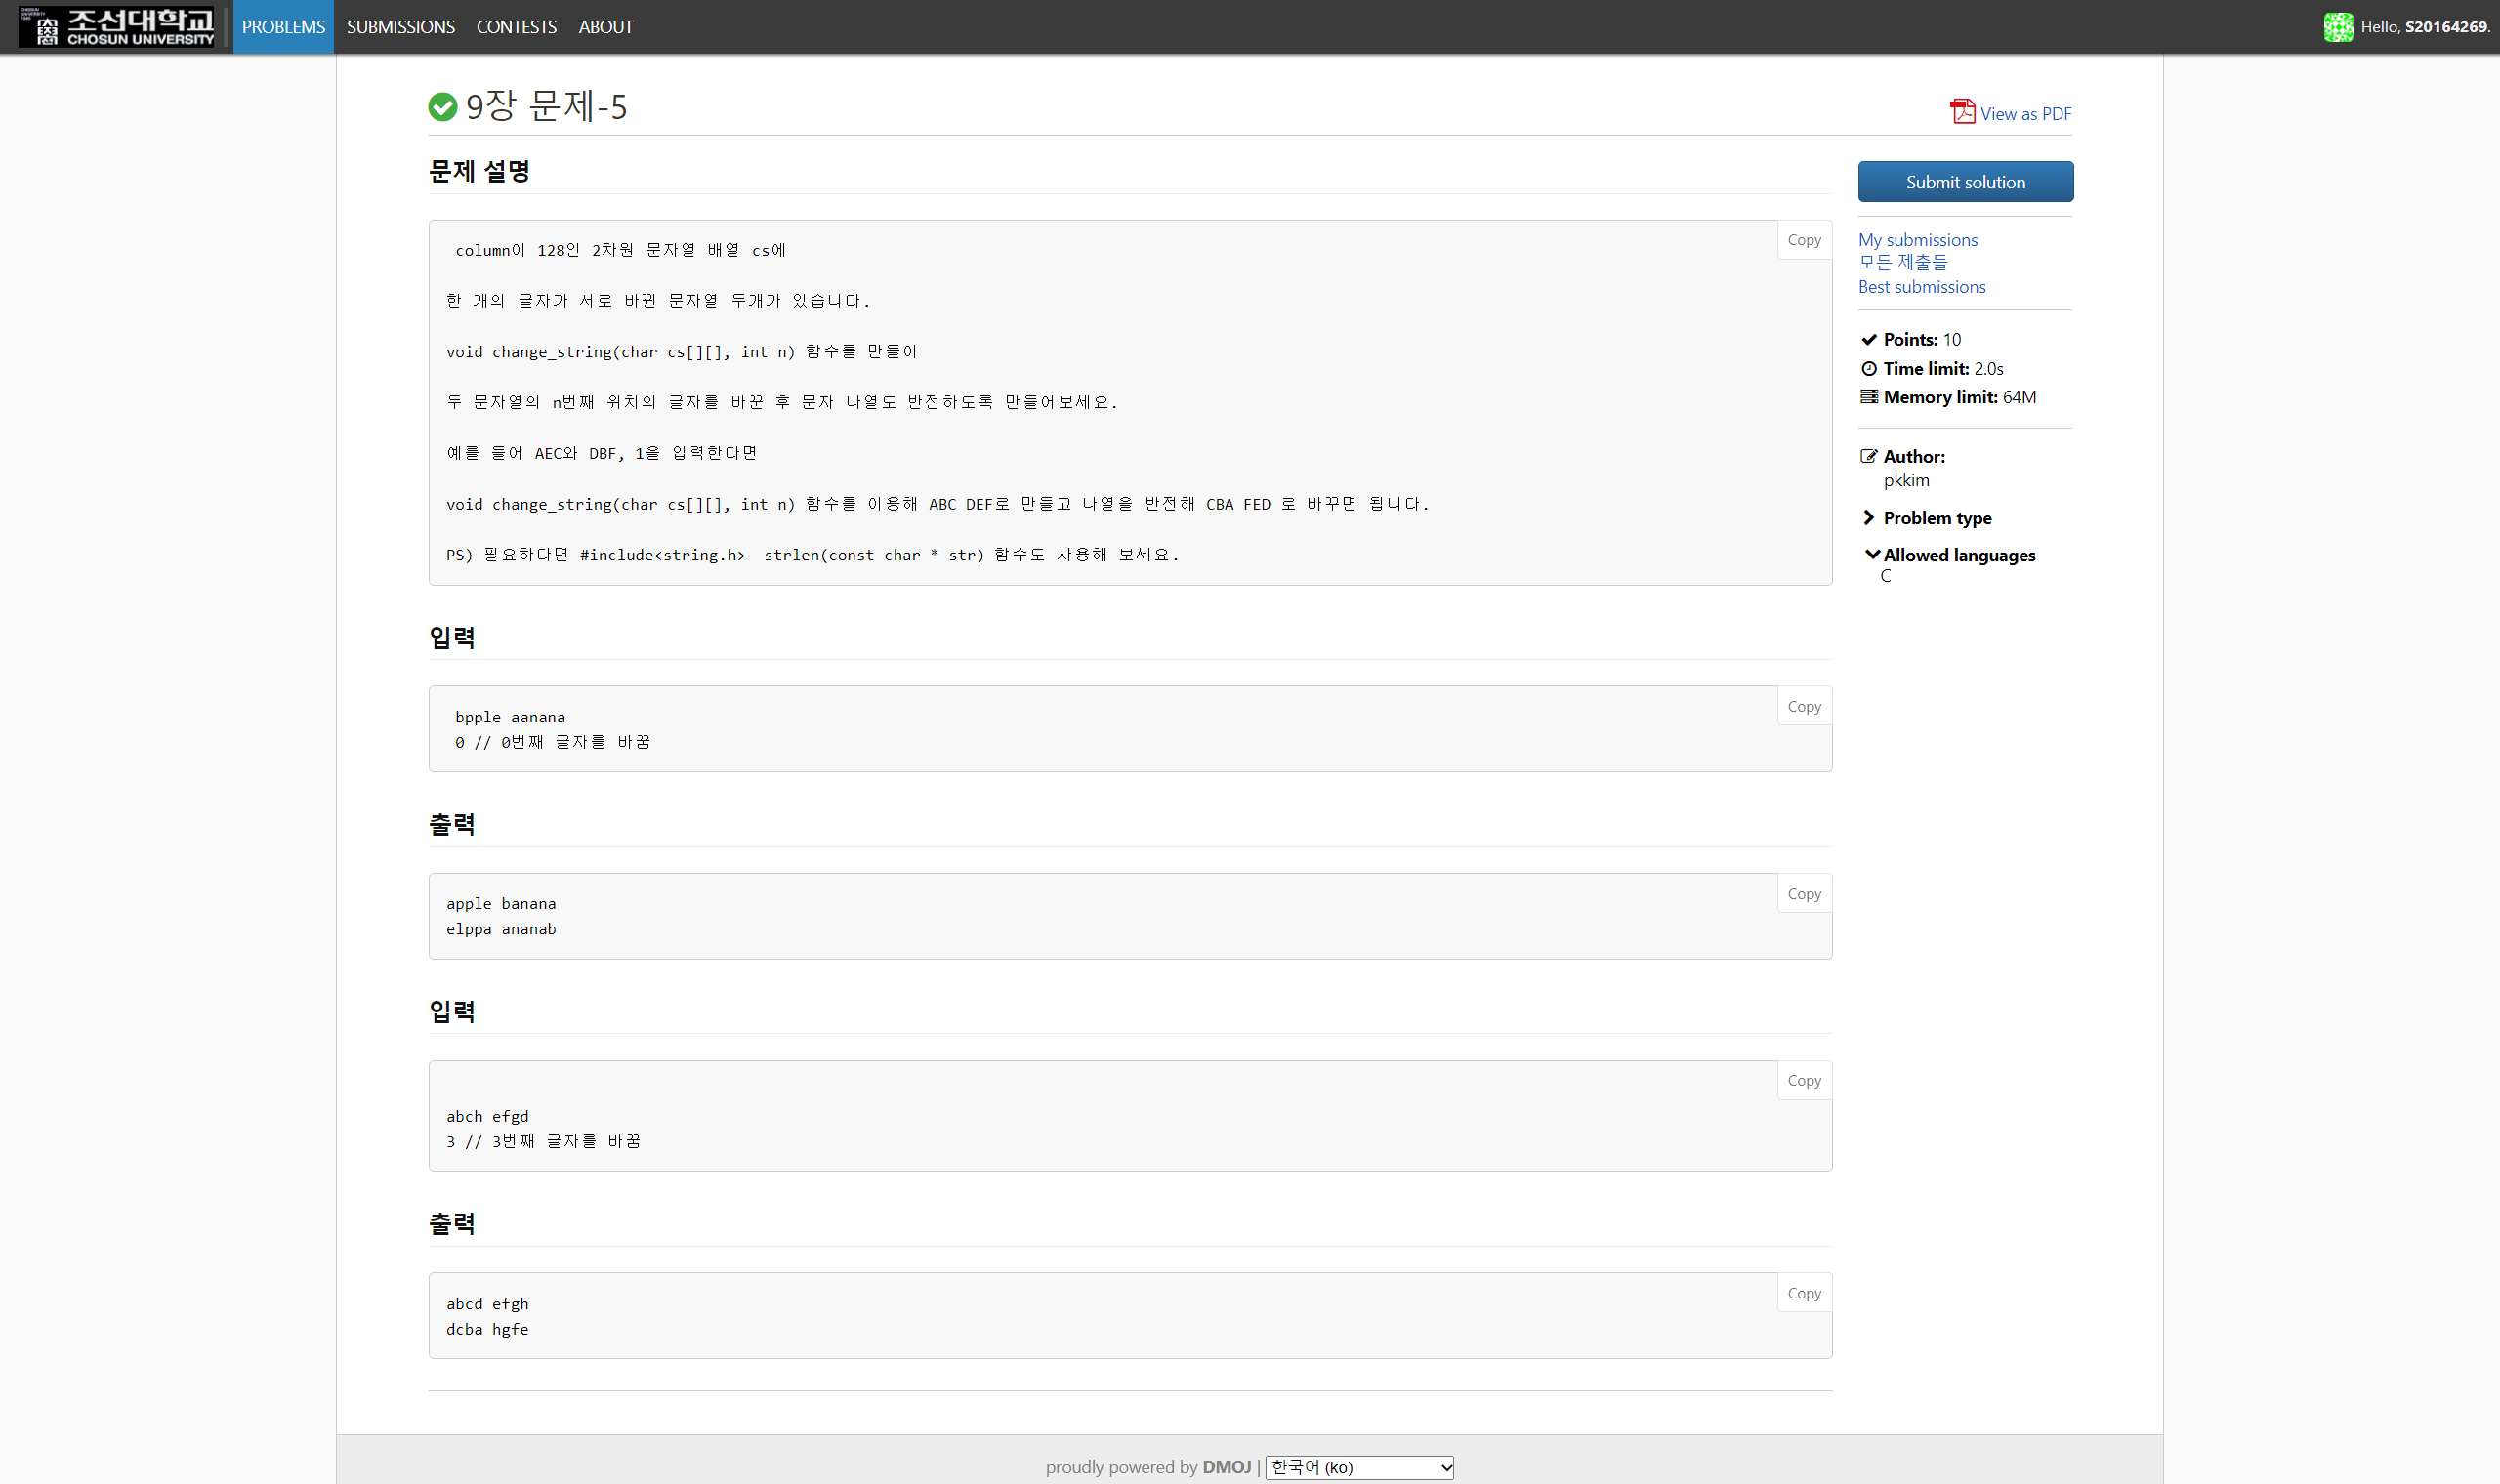 조선대학교
CHOSUN UNIVERSITY
PROBLEMS SUBMISSIONS CONTESTS ABOUT
Hello, S20164269.
9장 문제-5
View as PDF
문제 설명
Copy
column이 128인 2차원 문자열 배열 cs에
한 개의 글자가 서로 바뀐 문자열 두개가 있습니다.
void change_string(char cs[][], int n) 함수를 만들어
두 문자열의 n번째 위치의 글자를 바꾼 후 문자 나열도 반전하도록 만들어보세요.
예를 들어 AEC와 DBF, 1을 입력한다면
void change_string(char cs[][], int n) 함수를 이용해 ABC DEF로 만들고 나열을 반전해 CBA FED 로 바꾸면 됩니다.
PS) 필요하다면 #include<string.h>  strlen(const char * str) 함수도 사용해 보세요.
입력
Copy
bpple aanana
0 // 0번째 글자를 바꿈
출력
Copy
apple banana
elppa ananab
입력
Copy
abch efgd
3 // 3번째 글자를 바꿈
출력
Copy
abcd efgh
dcba hgfe
Submit solution
My submissions
모든 제출들
Best submissions
Points: 10
Time limit: 2.0s
Memory limit: 64M
Author:
pkkim
Problem type
Allowed languages
C
proudly powered by DMOJ | 한국어 (ko)